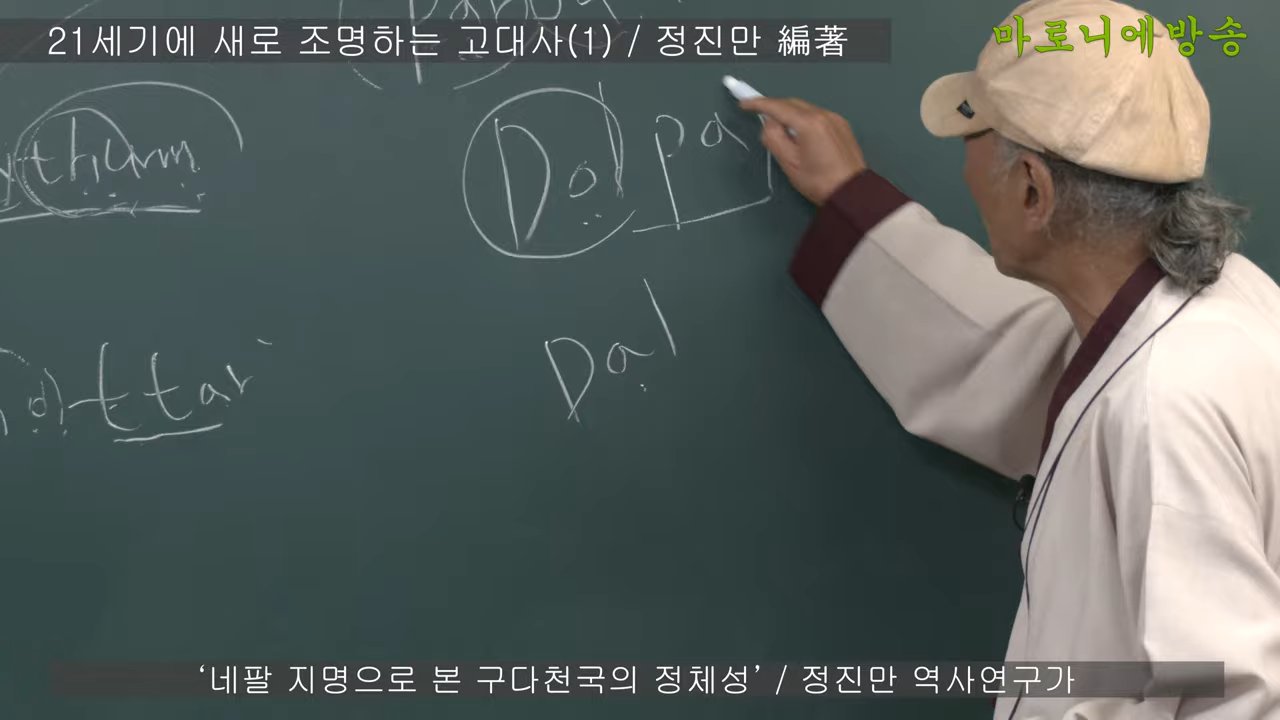 21세기에 새로 조명하는 고대사(1) / 정진만 編著
마로니에방송
Dol pa
Dal
ttar
'네팔 지명으로 본 구다천국의 정체성' / 정진만 역사연구가